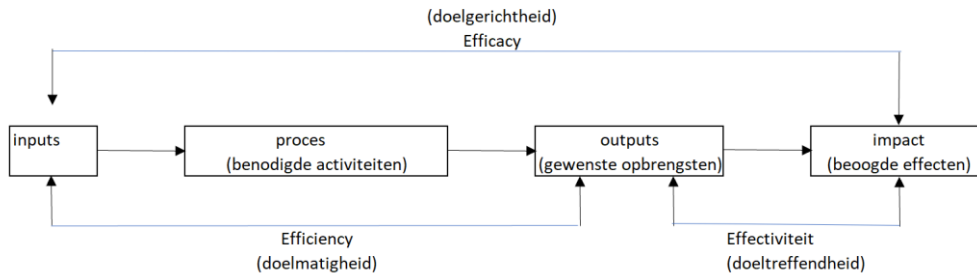 (doelgerichtheid)
Efficacy
inputs
proces
(benodigde activiteiten)
outputs
(gewenste opbrengsten)
impact
(beoogde effecten)
Efficiency
(doelmatigheid)
Effectiviteit
(doeltreffendheid)